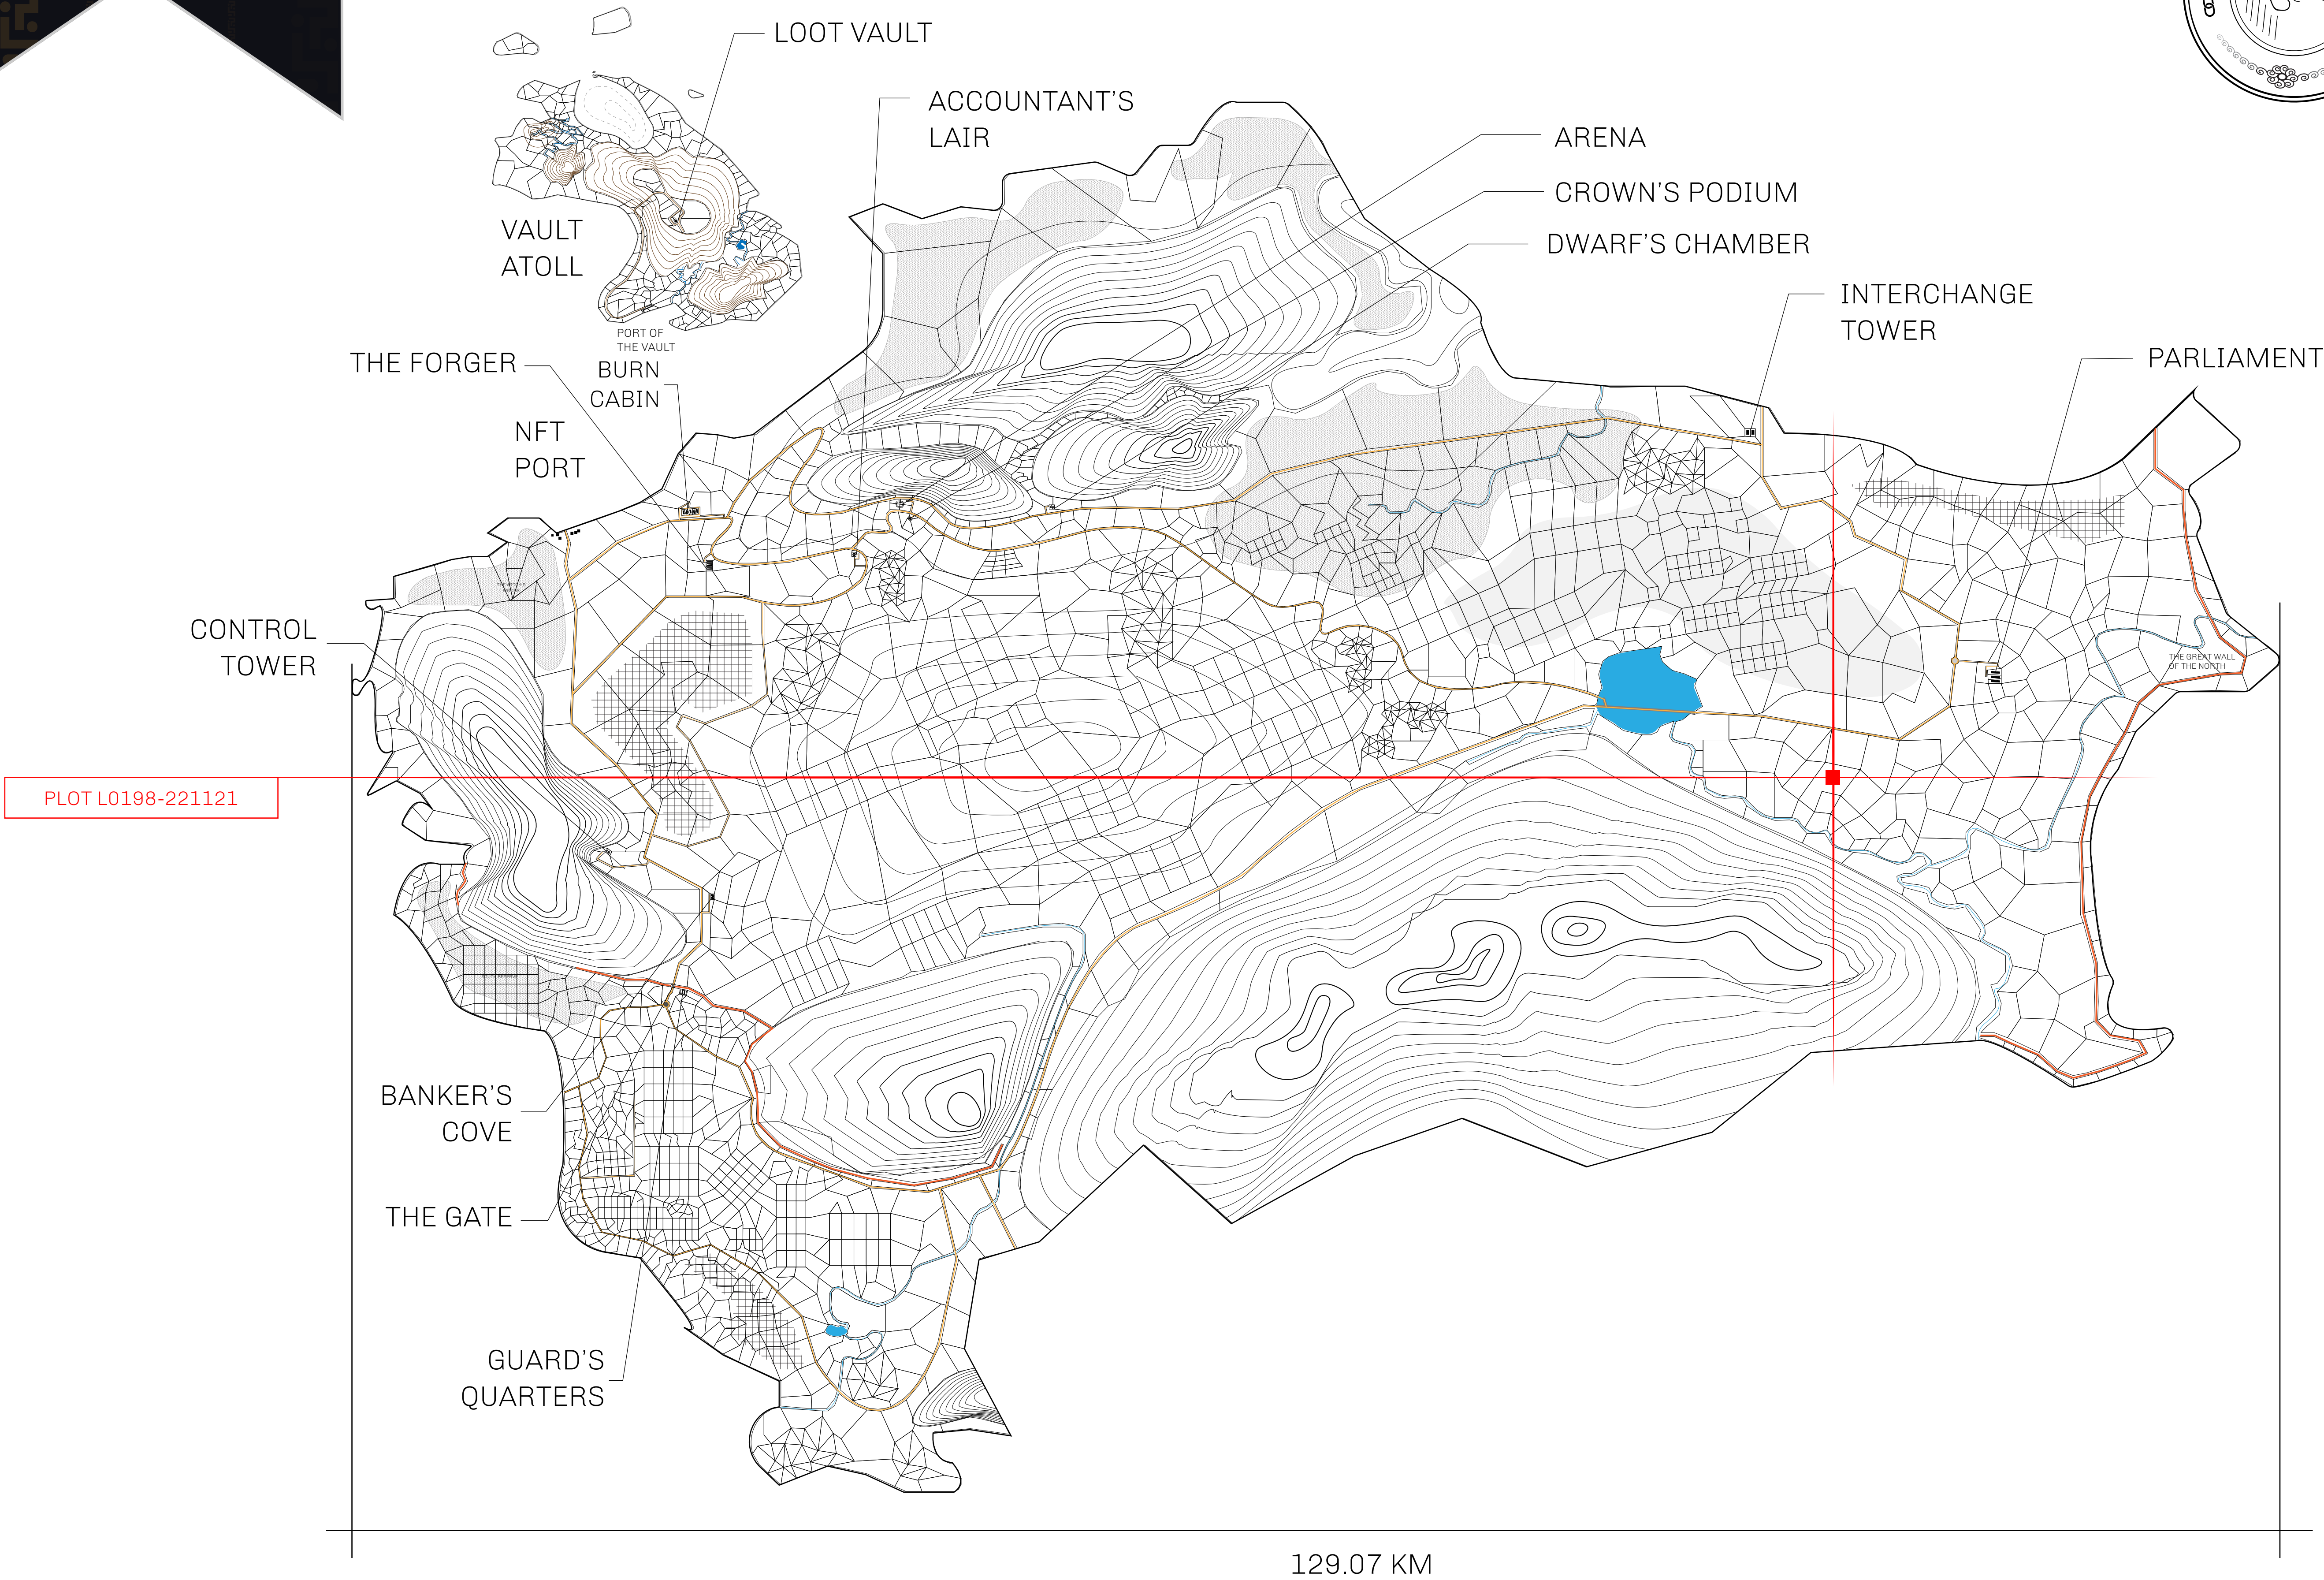 LOOT VAULT
ACCOUNTANT'S
LAIR
ARENA
CROWN'S PODIUM
DWARF'S CHAMBER
VAULT
ATOLL
INTERCHANGE
TOWER
PORT OF
THE VAULT
PARLIAMENT
THE FORGER
BURN
CABIN
NFT
PORT
CONTROL
TOWER
THE GREAT WALL
OF THE NORTH
PLOT L0198-221121
SOUTH RESERVE
BANKER'S
COVE
THE GATE
GUARD'S
QUARTERS
129.07 KM